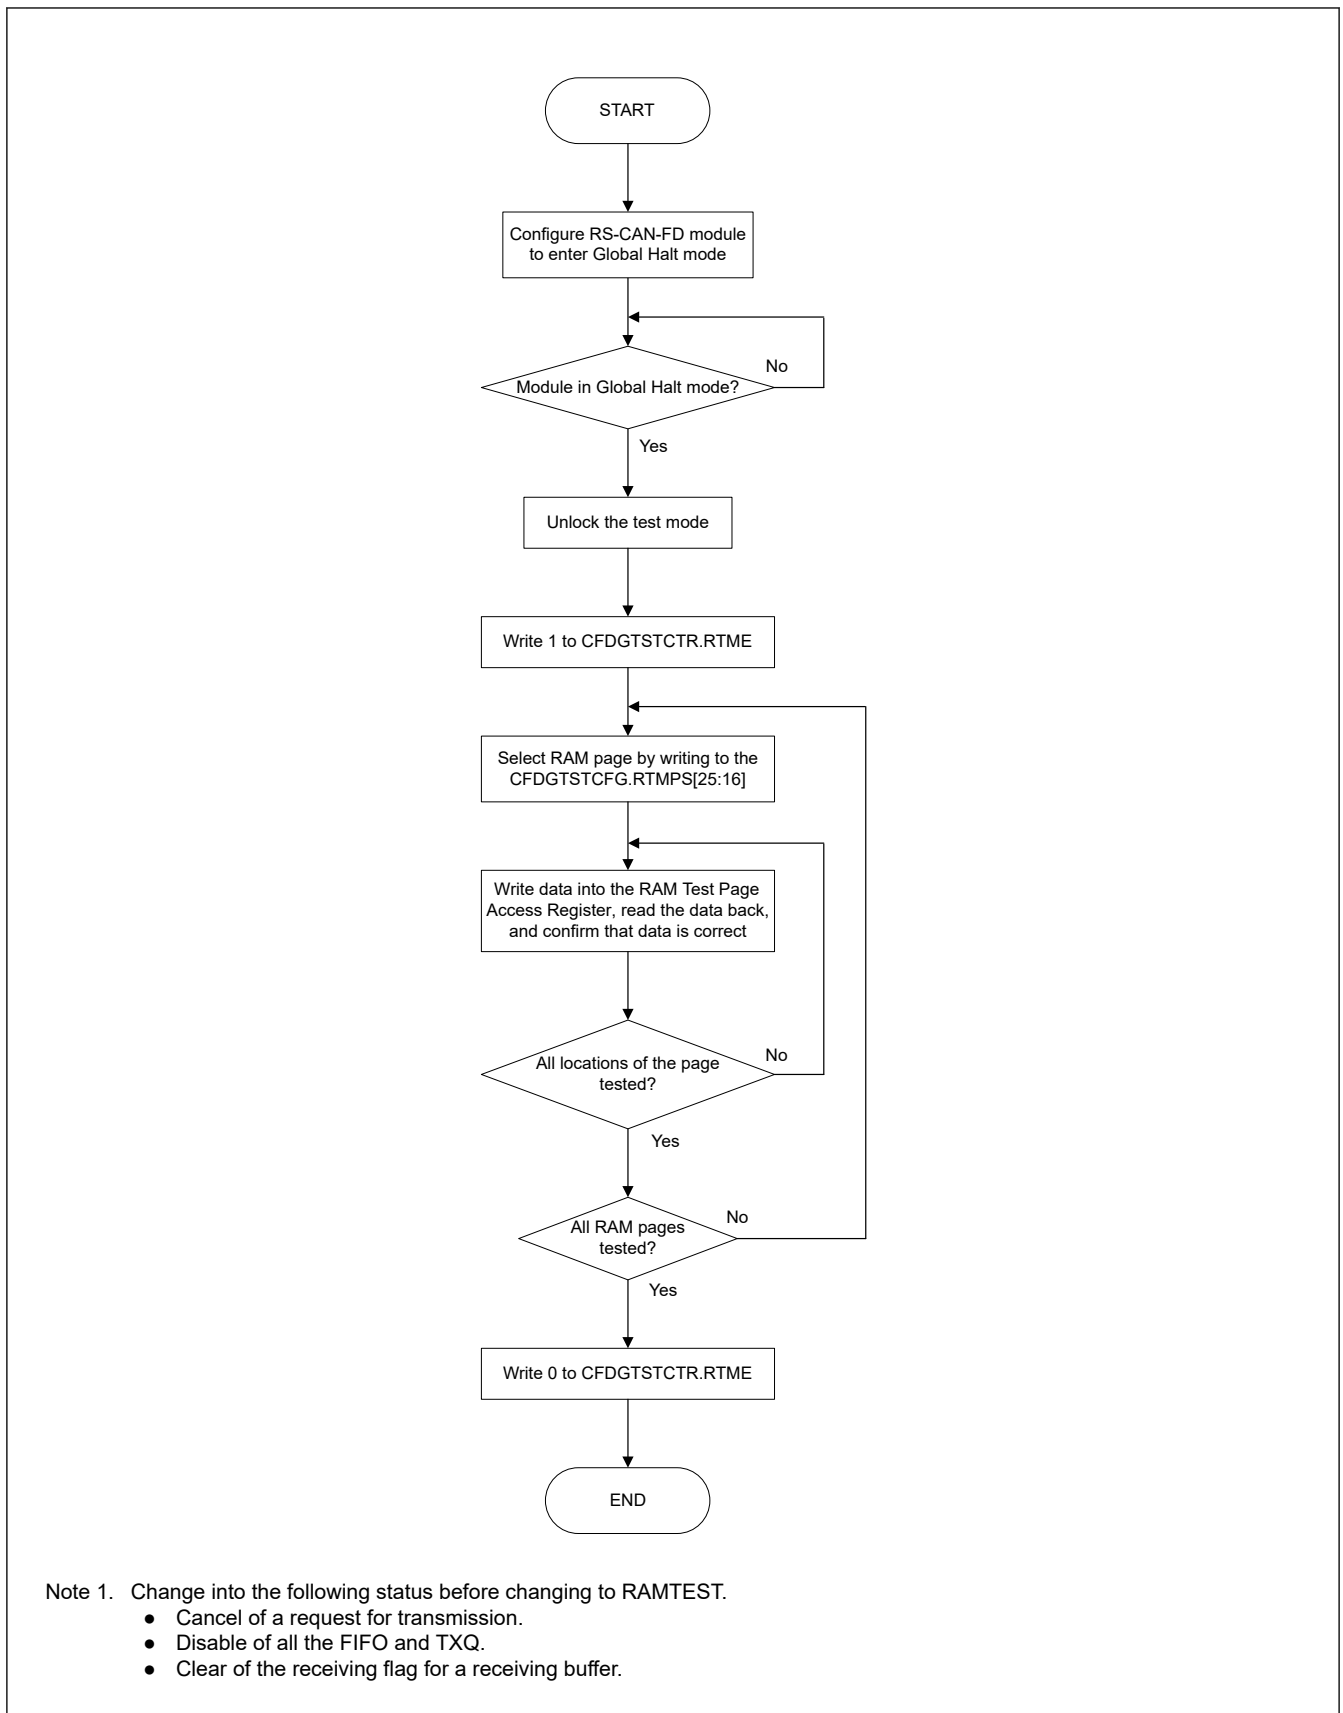 START
Configure RS-CAN-FD module
to enter Global Halt mode
No
Module in Global Halt mode?
Yes
Unlock the test mode
Write 1 to CFDGTSTCTR.RTME
Select RAM page by writing to the
CFDGTSTCFG.RTMPS[25:16]
Write data into the RAM Test Page
Access Register, read the data back,
and confirm that data is correct
No
All locations of the page
tested?
Yes
No
All RAM pages
tested?
Yes
Write 0 to CFDGTSTCTR.RTME
END
Note 1. Change into the following status before changing to RAMTEST.
● Cancel of a request for transmission.
● Disable of all the FIFO and TXQ.
● Clear of the receiving flag for a receiving buffer.